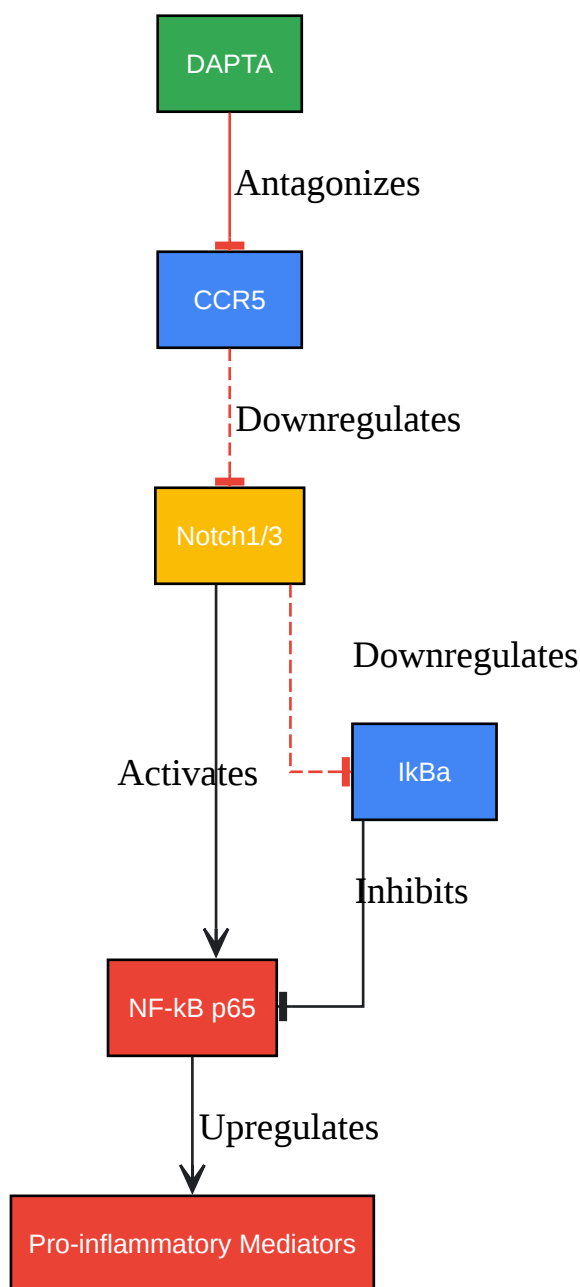 DAPTA
Antagonizes
CCR5
Downregulates
Notch1/3
Downregulates
Activates
IkBa
Inhibits
NF-kB p65
Upregulates
Pro-inflammatory Mediators